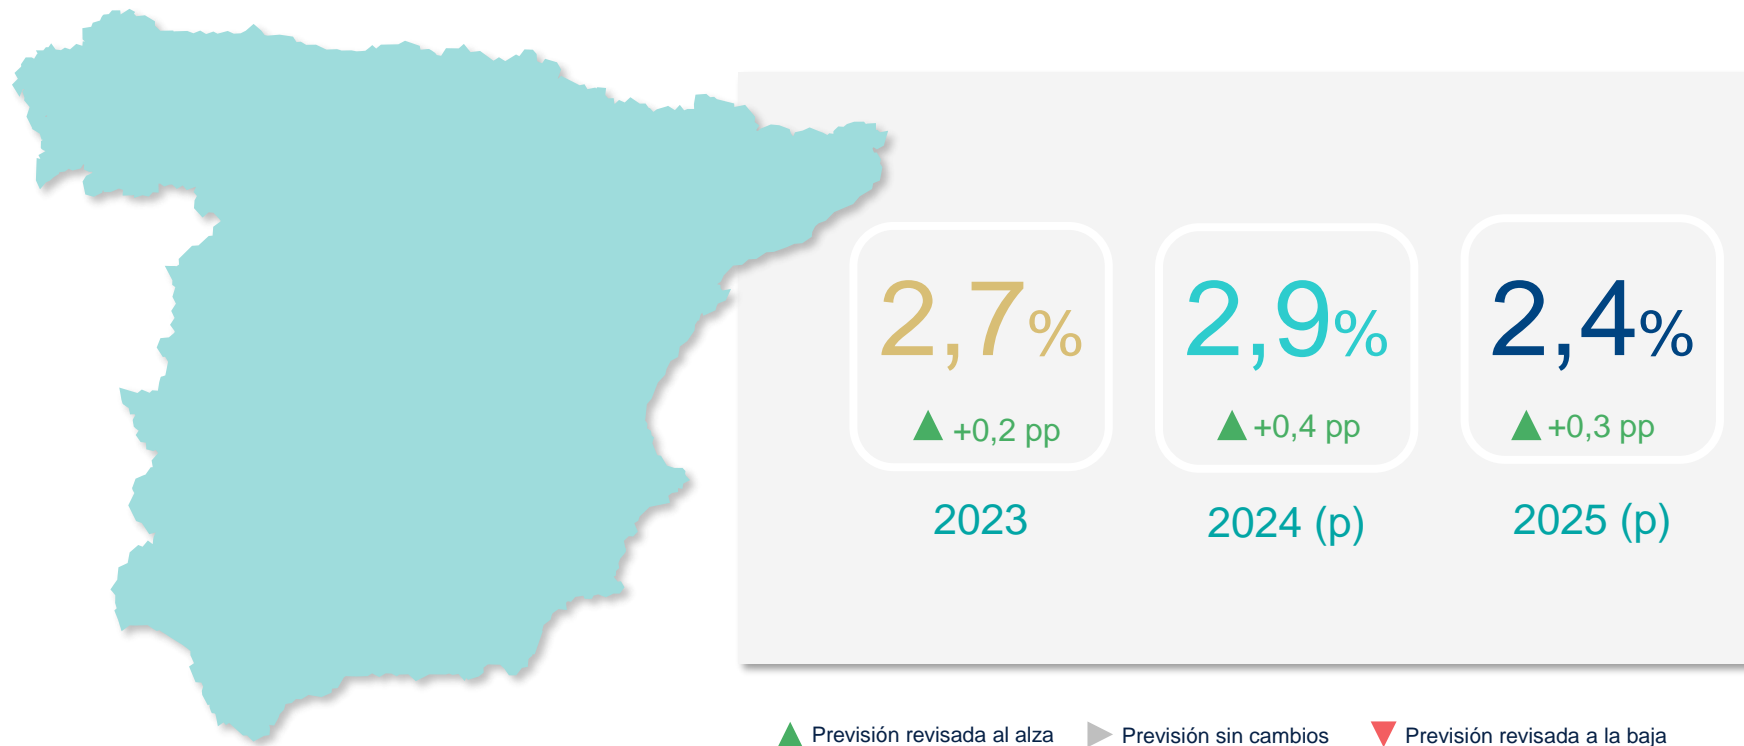 2,7%
+0,2 pp
2023
2,9%
+0,4 pp
2024 (p)
2,4%
+0,3 pp
2025 (p)
Previsión revisada al alza
Previsión sin cambios
Previsión revisada a la baja